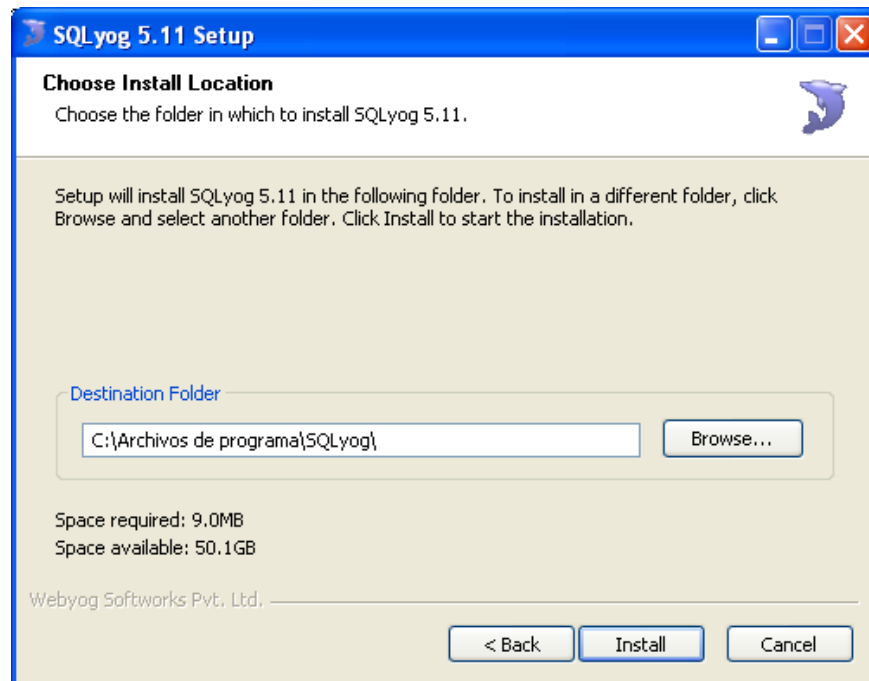 SQLyog 5.11 Setup
Choose Install Location
Choose the folder in which to install SQLyog 5.11.
Setup will install SQLyog 5.11 in the following folder. To install in a different folder, click
Browse and select another folder. Click Install to start the installation.
Destination Folder
C:\Archivos de programa\SQLyog\
Browse...
Space required: 9.0MB
Space available: 50.1GB
Webyog Softworks Pvt. Ltd.
< Back
Install
Cancel